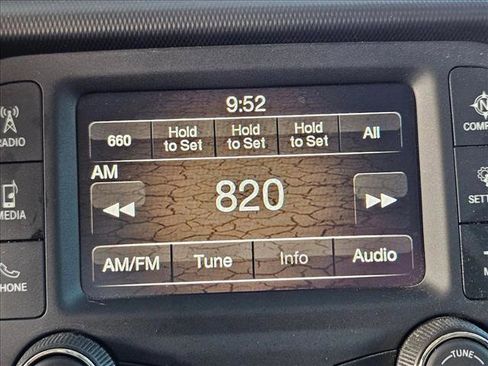 9:52
660 Hold to Set Hold to Set Hold to Set All
AM
820
AM/FM Tune Info Audio
RADIO
MEDIA
PHONE
COMP
SETT
M
TUNE